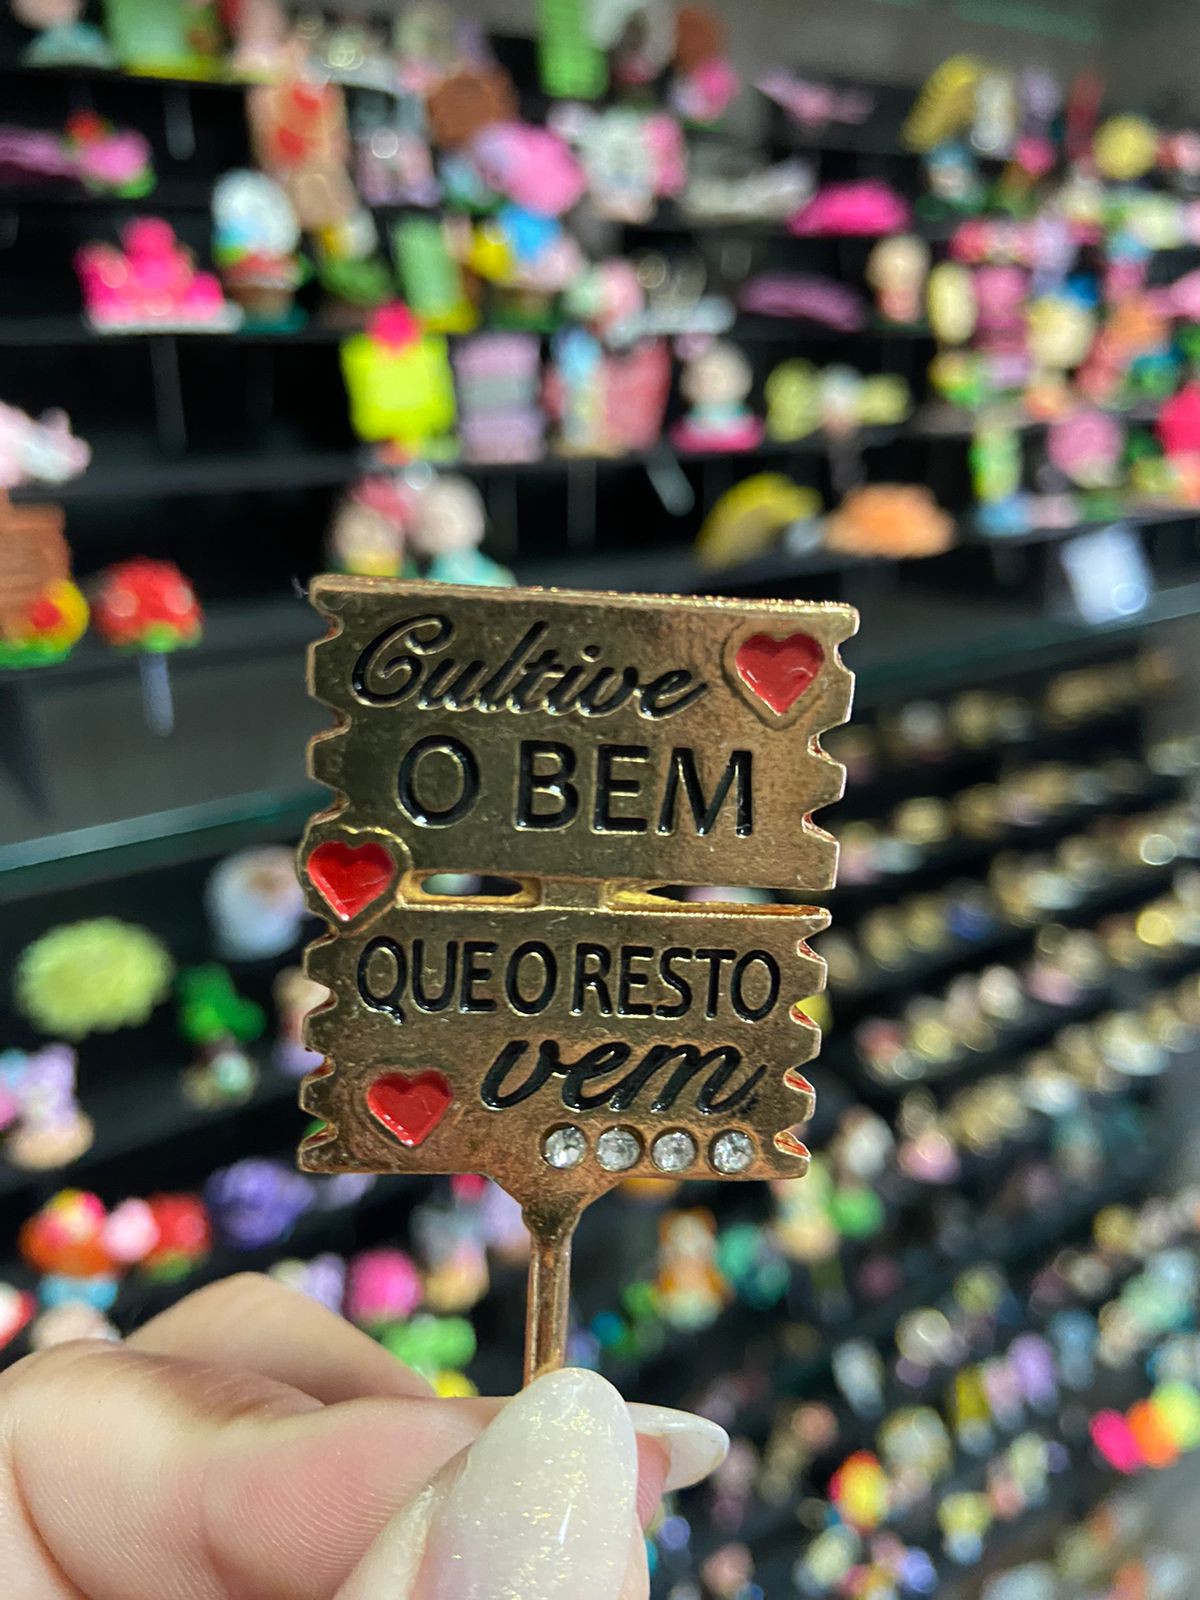 Cultive
O BEM
QUE O RESTO
vem